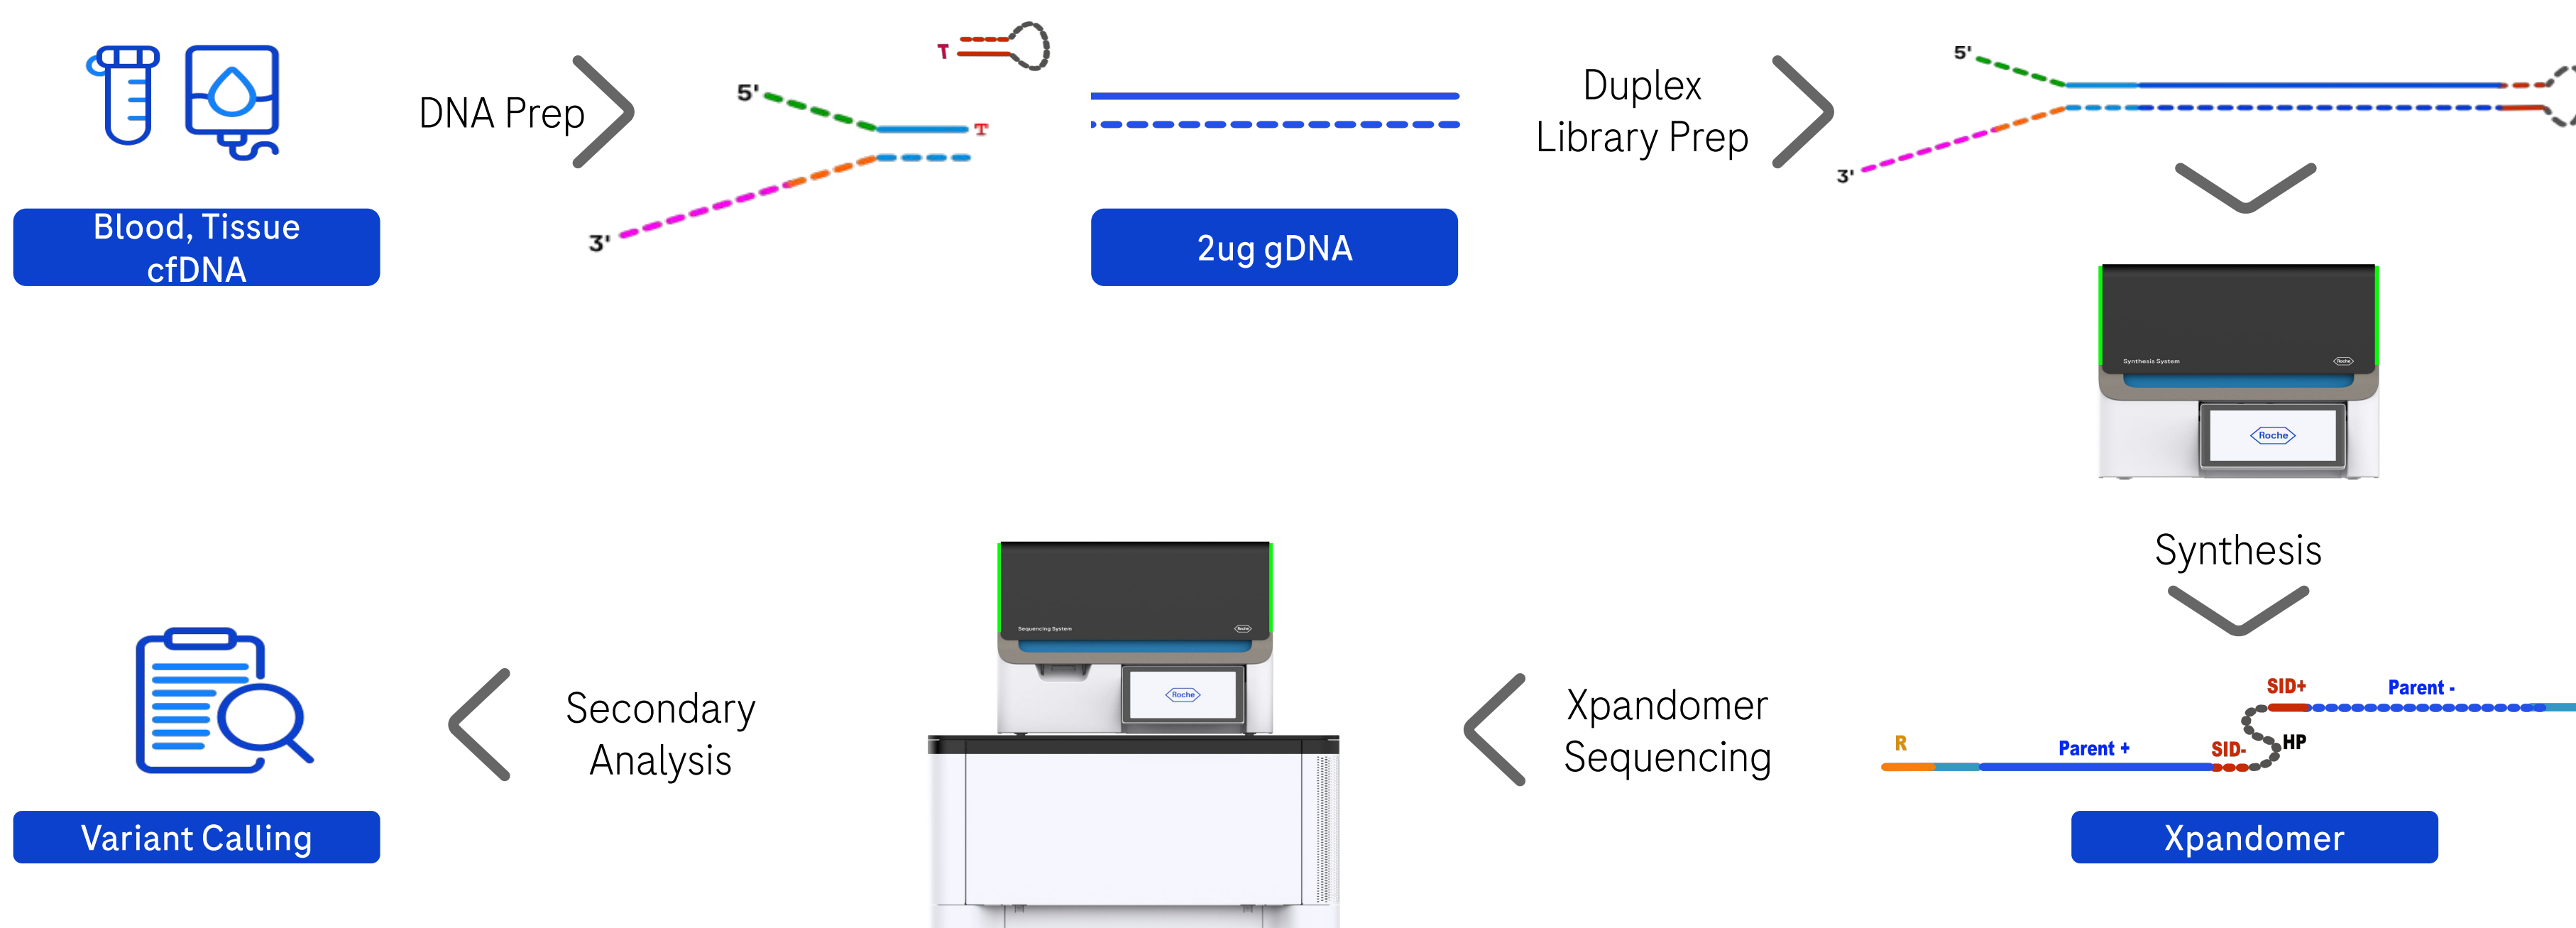 T
5'
T
3'
DNA Prep
Blood, Tissue
cfDNA
2ug gDNA
Duplex
Library Prep
5'
3'
Synthesis System
Roche
Roche
Synthesis
SID+
Parent -
R
Parent +
SID-
HP
Xpandomer
Xpandomer
Sequencing
Sequencing System
Roche
Roche
Secondary
Analysis
Variant Calling